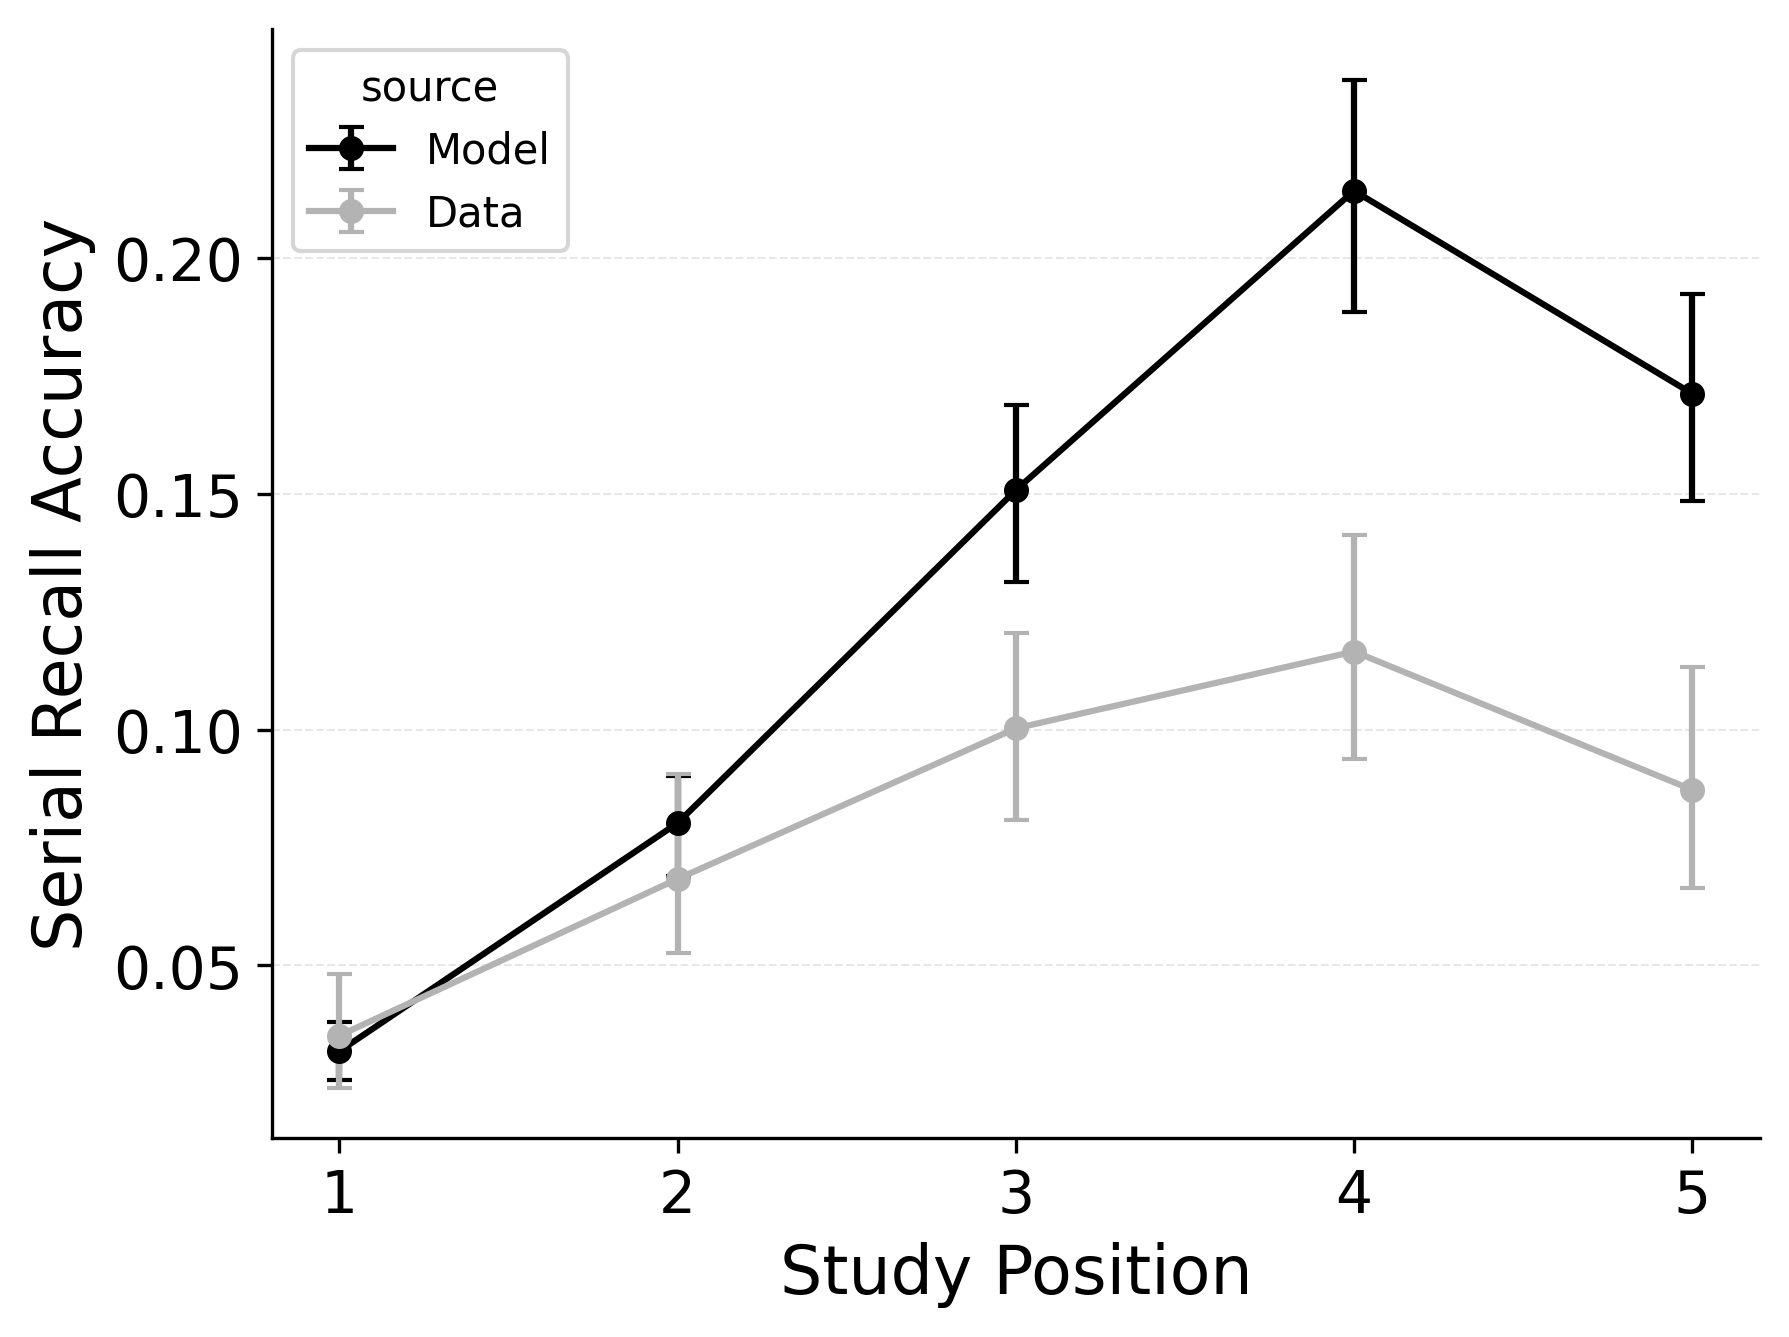 source
Model
Data
Serial Recall Accuracy
0.20
0.15
0.10
0.05
1 2 3 4 5
Study Position